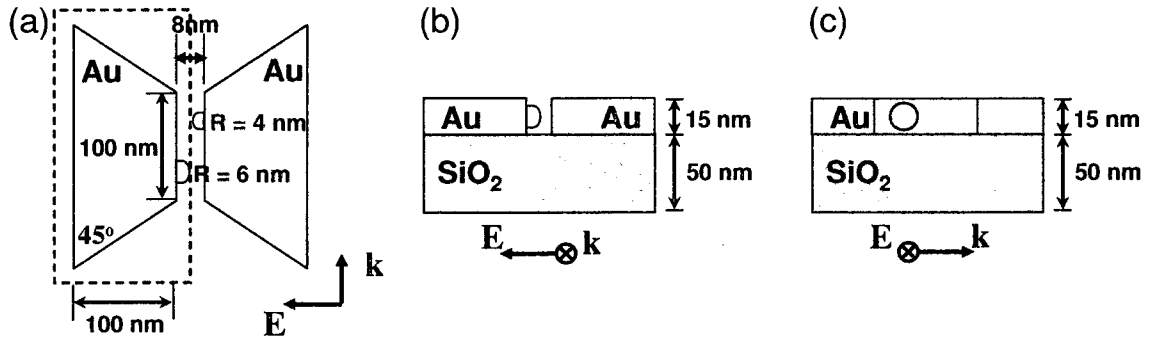 (a)
8nm
Au
Au
R = 4 nm
100 nm
R = 6 nm
45°
k
E
100 nm
(b)
Au
Au
15 nm
SiO₂
50 nm
E
k
(c)
Au
15 nm
SiO₂
50 nm
E
k